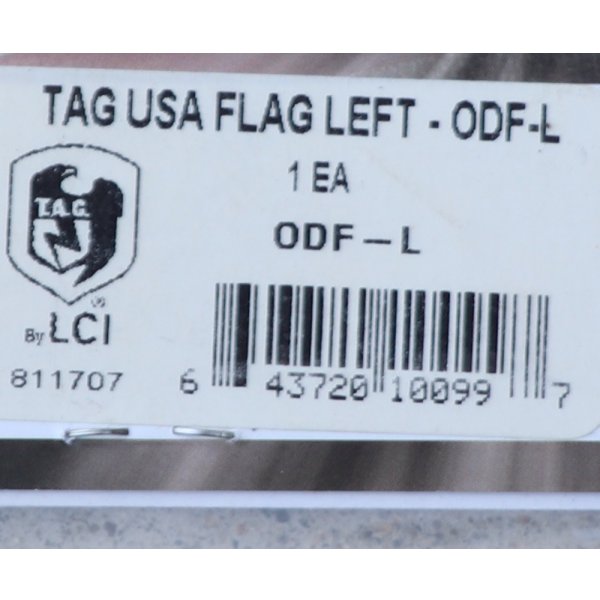 TAG USA FLAG LEFT - ODF-L
1 EA
ODF-L
T.A.G.
®
By LCI
811707
6 43720 10099 7